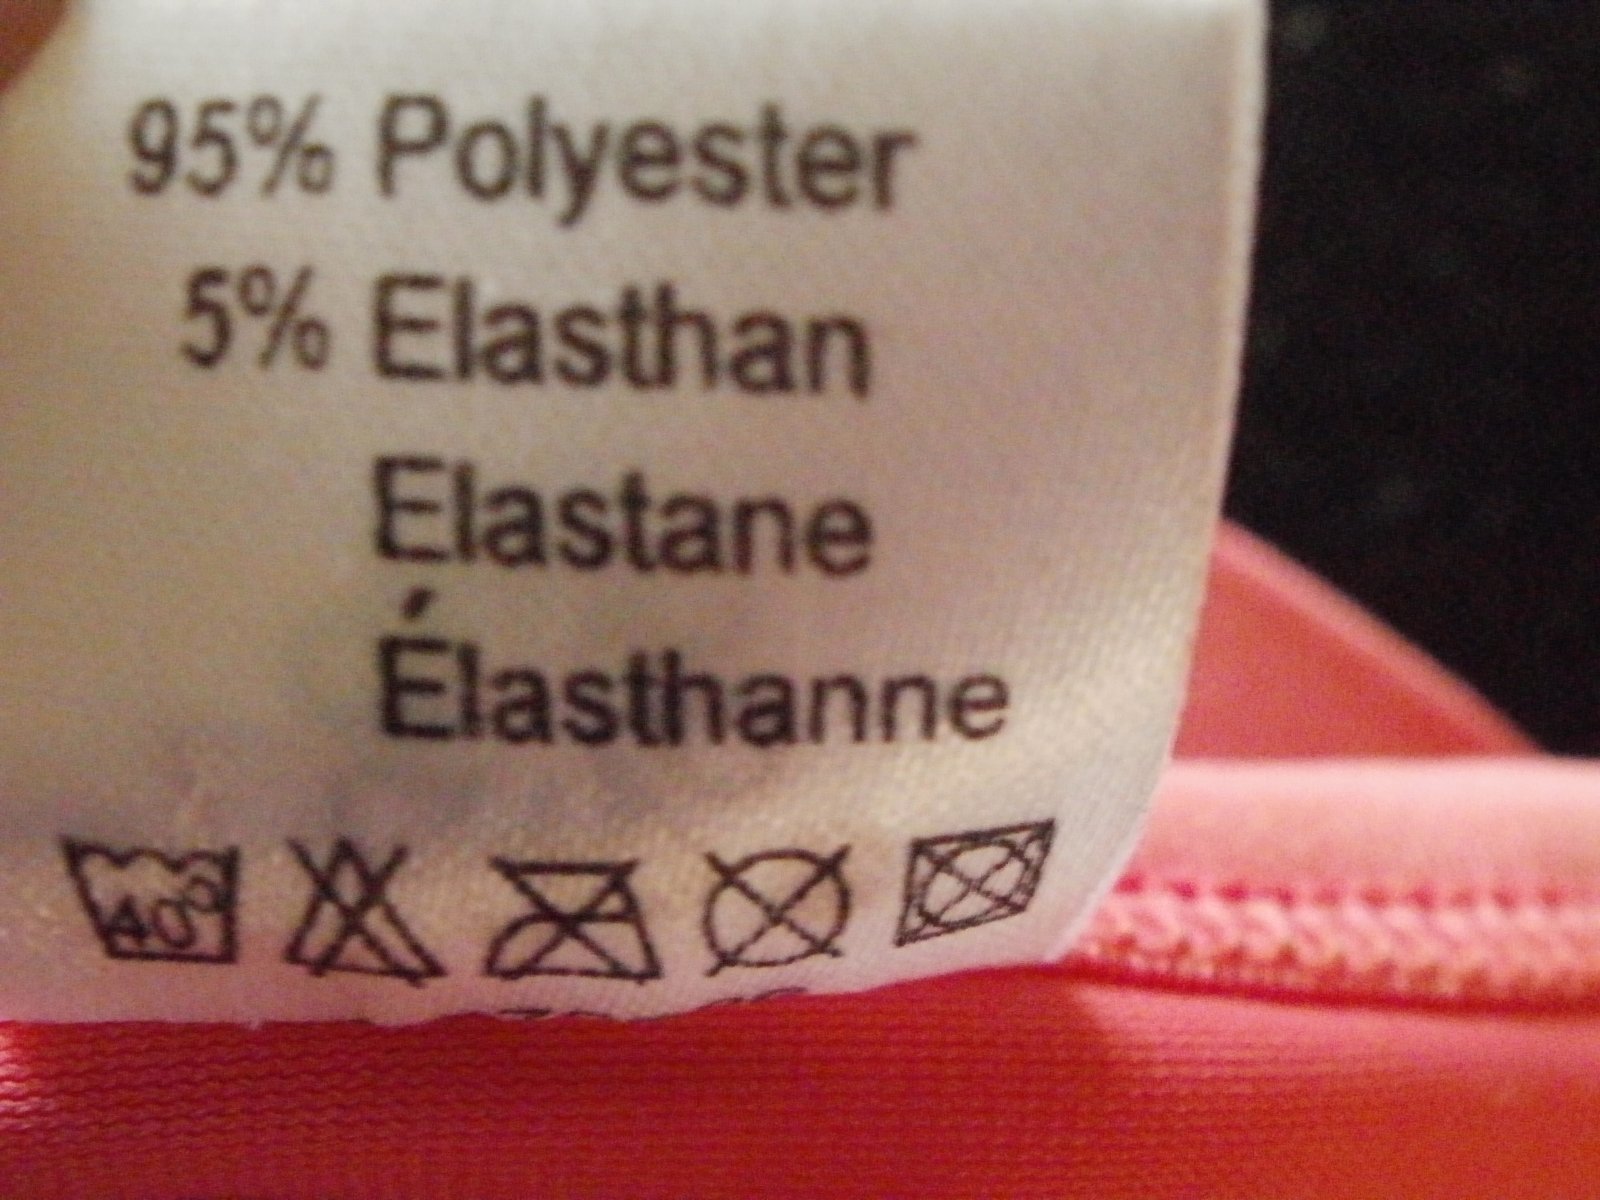 95% Polyester
5% Elasthan
Elastane
Élasthanne
40°